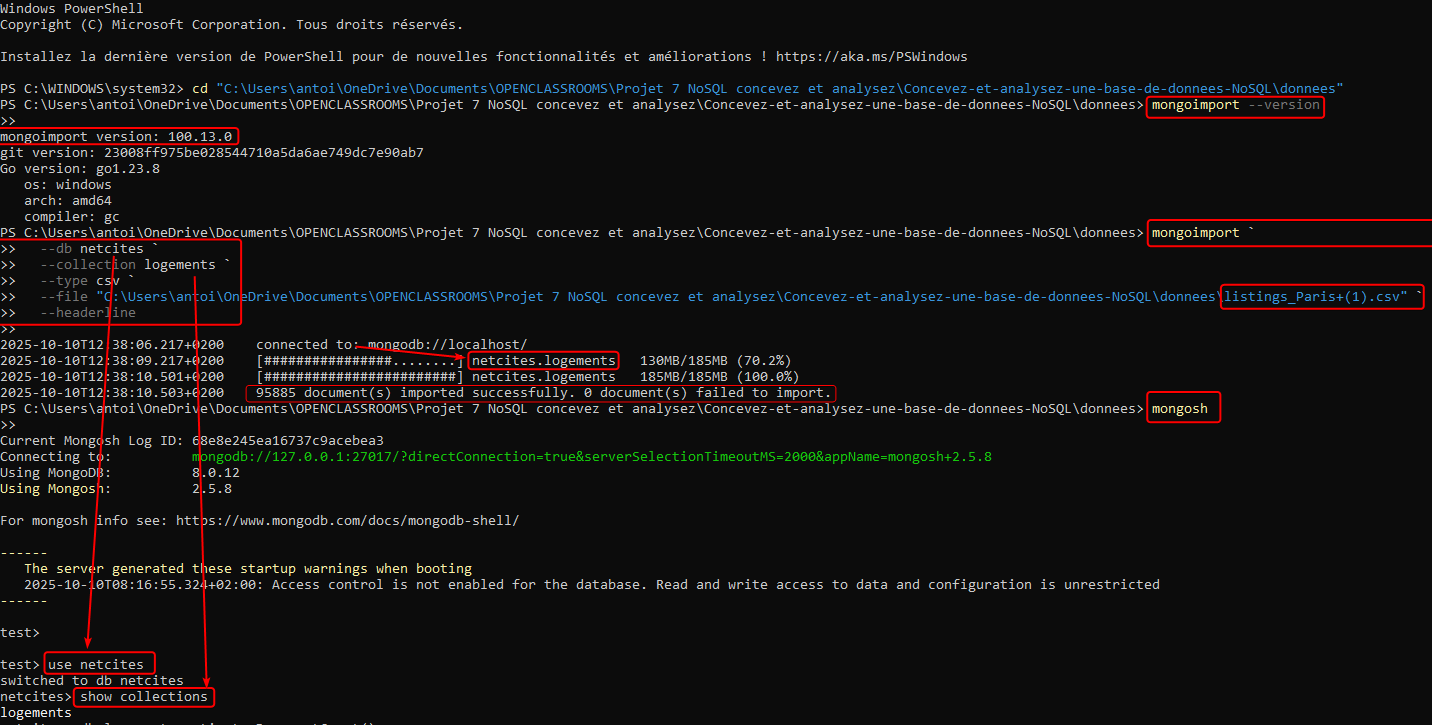 Windows PowerShell
Copyright (C) Microsoft Corporation. Tous droits réservés.
Installez la dernière version de PowerShell pour de nouvelles fonctionnalités et améliorations ! https://aka.ms/PSWindows
PS C:\WINDOWS\system32> cd "C:\Users\antoi\OneDrive\Documents\OPENCLASSROOMS\Projet 7 NoSQL concevez et analysez\Concevez-et-analysez-une-base-de-donnees-NoSQL\donnees"
PS C:\Users\antoi\OneDrive\Documents\OPENCLASSROOMS\Projet 7 NoSQL concevez et analysez\Concevez-et-analysez-une-base-de-donnees-NoSQL\donnees> mongoimport --version
>>
mongoimport version: 100.13.0
git version: 23008ff975be028544710a5da6ae749dc7e90ab7
Go version: go1.23.8
   os: windows
   arch: amd64
   compiler: gc
PS C:\Users\antoi\OneDrive\Documents\OPENCLASSROOMS\Projet 7 NoSQL concevez et analysez\Concevez-et-analysez-une-base-de-donnees-NoSQL\donnees> mongoimport `
>>   --db netcites `
>>   --collection logements `
>>   --type csv `
>>   --file "C:\Users\antoi\OneDrive\Documents\OPENCLASSROOMS\Projet 7 NoSQL concevez et analysez\Concevez-et-analysez-une-base-de-donnees-NoSQL\donnees\listings_Paris+(1).csv" `
>>   --headerline
>>
2025-10-10T12:38:06.217+0200    connected to: mongodb://localhost/
2025-10-10T12:38:09.217+0200    [################........] netcites.logements   130MB/185MB (70.2%)
2025-10-10T12:38:10.501+0200    [########################] netcites.logements   185MB/185MB (100.0%)
2025-10-10T12:38:10.503+0200    95885 document(s) imported successfully. 0 document(s) failed to import.
PS C:\Users\antoi\OneDrive\Documents\OPENCLASSROOMS\Projet 7 NoSQL concevez et analysez\Concevez-et-analysez-une-base-de-donnees-NoSQL\donnees> mongosh
>>
Current Mongosh Log ID: 68e8e245ea16737c9acebea3
Connecting to:          mongodb://127.0.0.1:27017/?directConnection=true&serverSelectionTimeoutMS=2000&appName=mongosh+2.5.8
Using MongoDB:          8.0.12
Using Mongosh:          2.5.8
For mongosh info see: https://www.mongodb.com/docs/mongodb-shell/
------
   The server generated these startup warnings when booting
   2025-10-10T08:16:55.324+02:00: Access control is not enabled for the database. Read and write access to data and configuration is unrestricted
------
test>
test> use netcites
switched to db netcites
netcites> show collections
logements